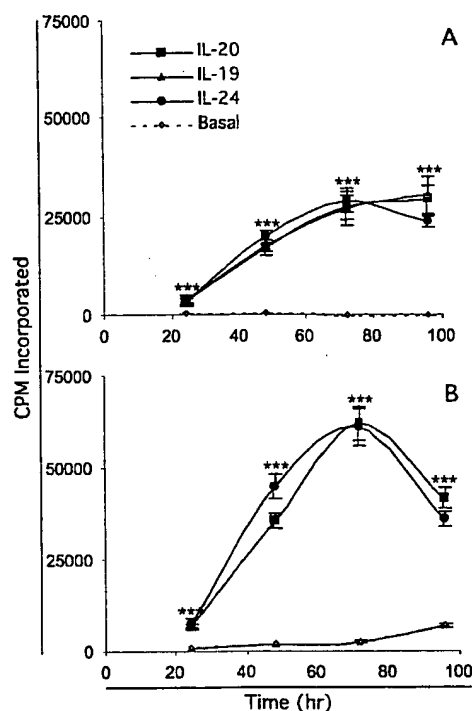 75000
A
IL-20
IL-19
IL-24
Basal
50000
***
***
25000
***
***
0
0 20 40 60 80 100
CPM Incorporated
75000
B
***
50000
***
***
25000
***
0
0 20 40 60 80 100
Time (hr)